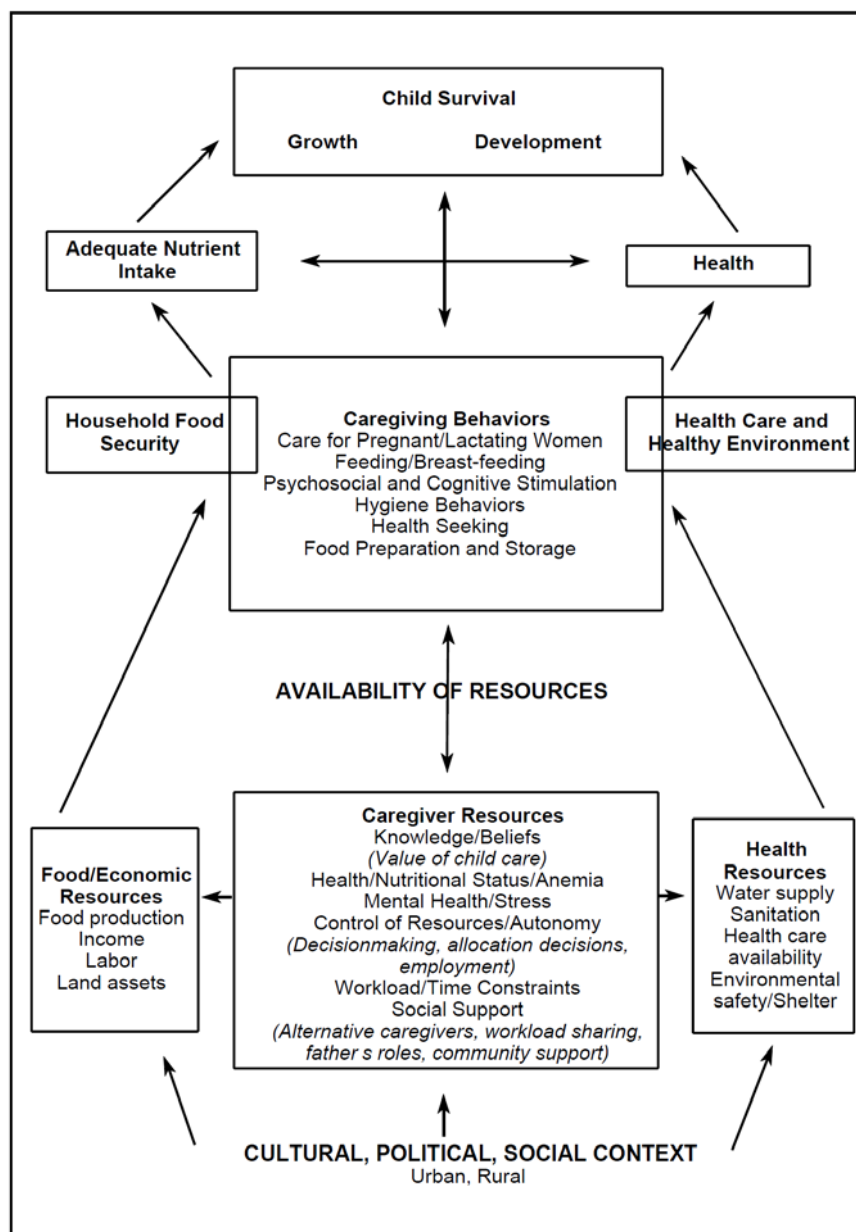 Child Survival
Growth Development
Adequate Nutrient
Intake
Health
Household Food
Security
Caregiving Behaviors
Care for Pregnant/Lactating Women
Feeding/Breast-feeding
Psychosocial and Cognitive Stimulation
Hygiene Behaviors
Health Seeking
Food Preparation and Storage
Health Care and
Healthy Environment
AVAILABILITY OF RESOURCES
Food/Economic
Resources
Food production
Income
Labor
Land assets
Caregiver Resources
Knowledge/Beliefs
(Value of child care)
Health/Nutritional Status/Anemia
Mental Health/Stress
Control of Resources/Autonomy
(Decisionmaking, allocation decisions,
employment)
Workload/Time Constraints
Social Support
(Alternative caregivers, workload sharing,
father s roles, community support)
Health
Resources
Water supply
Sanitation
Health care
availability
Environmental
safety/Shelter
CULTURAL, POLITICAL, SOCIAL CONTEXT
Urban, Rural